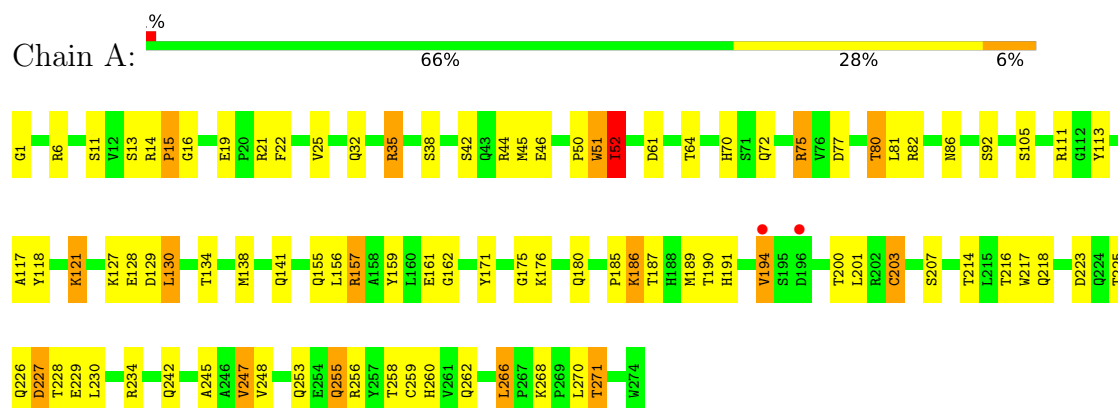 %
Chain A:
66% 28% 6%
G1 R6 S11 V12 S13 R14 P15 G16 E19 P20 R21 F22 V25 Q32 R35 S38 S42 Q43 R44 M45 E46 P50 W51 I52 D61 T64 H70 S71 Q72 R75 V76 D77 T80 L81 R82 N86 S92 S105 R111 G112 Y113
A117 Y118 K121 K127 E128 D129 L130 T134 M138 Q141 Q155 L156 R157 A158 Y159 L160 E161 G162 Y171 G175 K176 Q180 P185 K186 T187 H188 M189 T190 H191 V194 S195 D196 T200 L201 R202 C203 S207 T214 L215 T216 W217 Q218 D223 Q224 T225
Q226 D227 T228 E229 L230 R234 Q242 A245 A246 V247 V248 Q253 E254 Q255 R256 Y257 T258 C259 H260 V261 Q262 L266 P267 K268 P269 L270 T271 W274